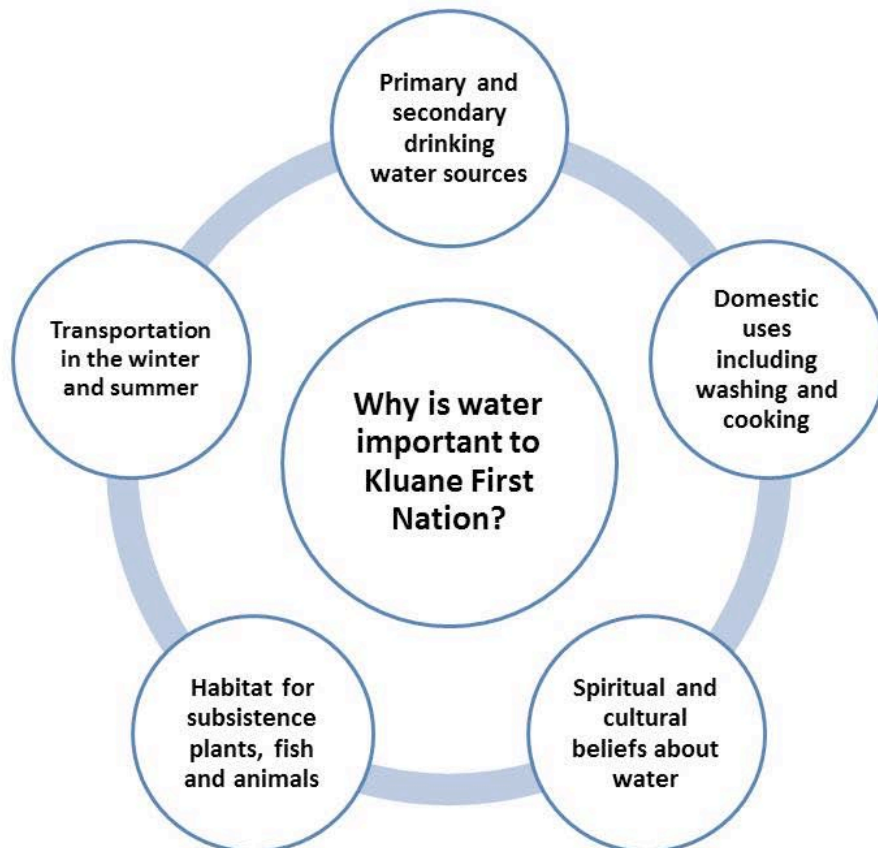 Primary and
secondary
drinking
water sources
Domestic
uses
including
washing and
cooking
Spiritual and
cultural
beliefs about
water
Habitat for
subsistence
plants, fish
and animals
Transportation
in the winter
and summer
Why is water
important to
Kluane First
Nation?